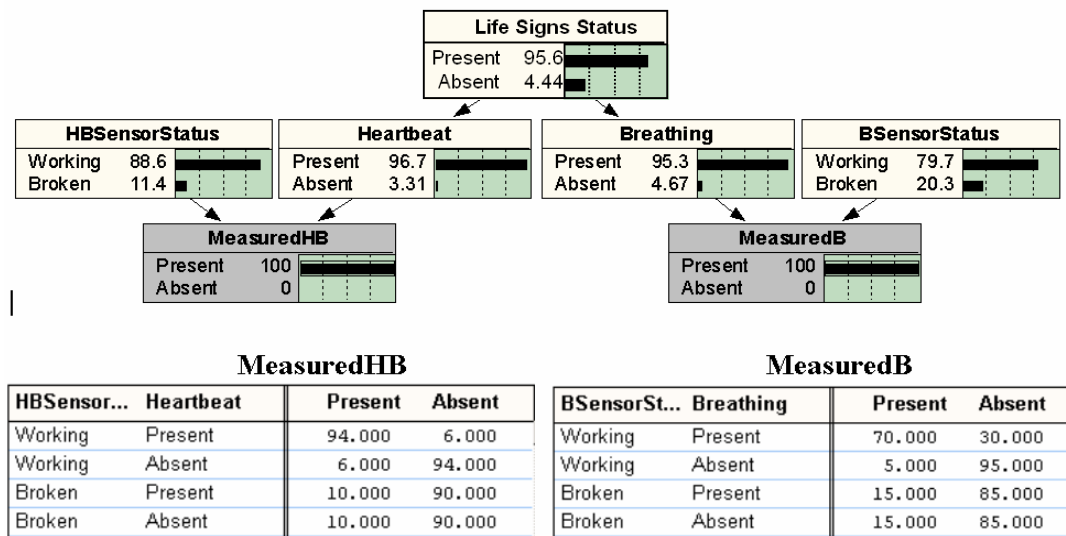 Life Signs Status
Present 95.6
Absent 4.44
HBSensorStatus
Working 88.6
Broken 11.4
Heartbeat
Present 96.7
Absent 3.31
Breathing
Present 95.3
Absent 4.67
BSensorStatus
Working 79.7
Broken 20.3
MeasuredHB
Present 100
Absent 0
MeasuredB
Present 100
Absent 0
MeasuredHB
HBSensor... Heartbeat Present Absent
Working Present 94.000 6.000
Working Absent 6.000 94.000
Broken Present 10.000 90.000
Broken Absent 10.000 90.000
MeasuredB
BSensorSt... Breathing Present Absent
Working Present 70.000 30.000
Working Absent 5.000 95.000
Broken Present 15.000 85.000
Broken Absent 15.000 85.000